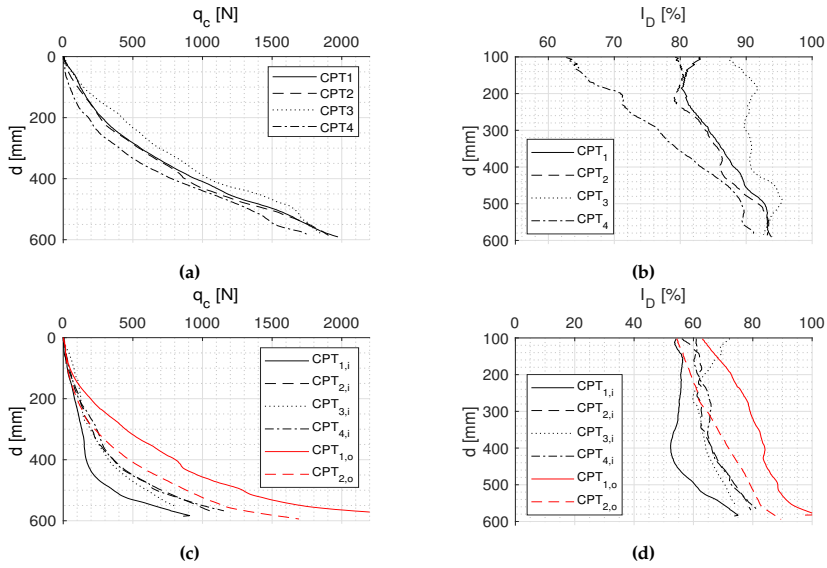 q_c [N]
0 500 1000 1500 2000
0
200
400
600
d [mm]
CPT1
CPT2
CPT3
CPT4
(a)
I_D [%]
60 70 80 90 100
100
200
300
400
500
600
d [mm]
CPT_1
CPT_2
CPT_3
CPT_4
(b)
q_c [N]
0 500 1000 1500 2000
0
200
400
600
d [mm]
CPT_1,i
CPT_2,i
CPT_3,i
CPT_4,i
CPT_1,o
CPT_2,o
(c)
I_D [%]
0 20 40 60 80 100
100
200
300
400
500
600
d [mm]
CPT_1,i
CPT_2,i
CPT_3,i
CPT_4,i
CPT_1,o
CPT_2,o
(d)